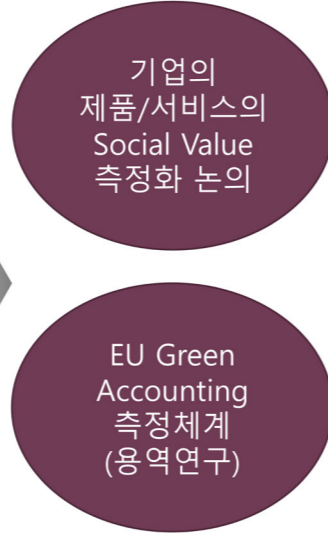 기업의
제품/서비스의
Social Value
측정화 논의
EU Green
Accounting
측정체계
(용역연구)